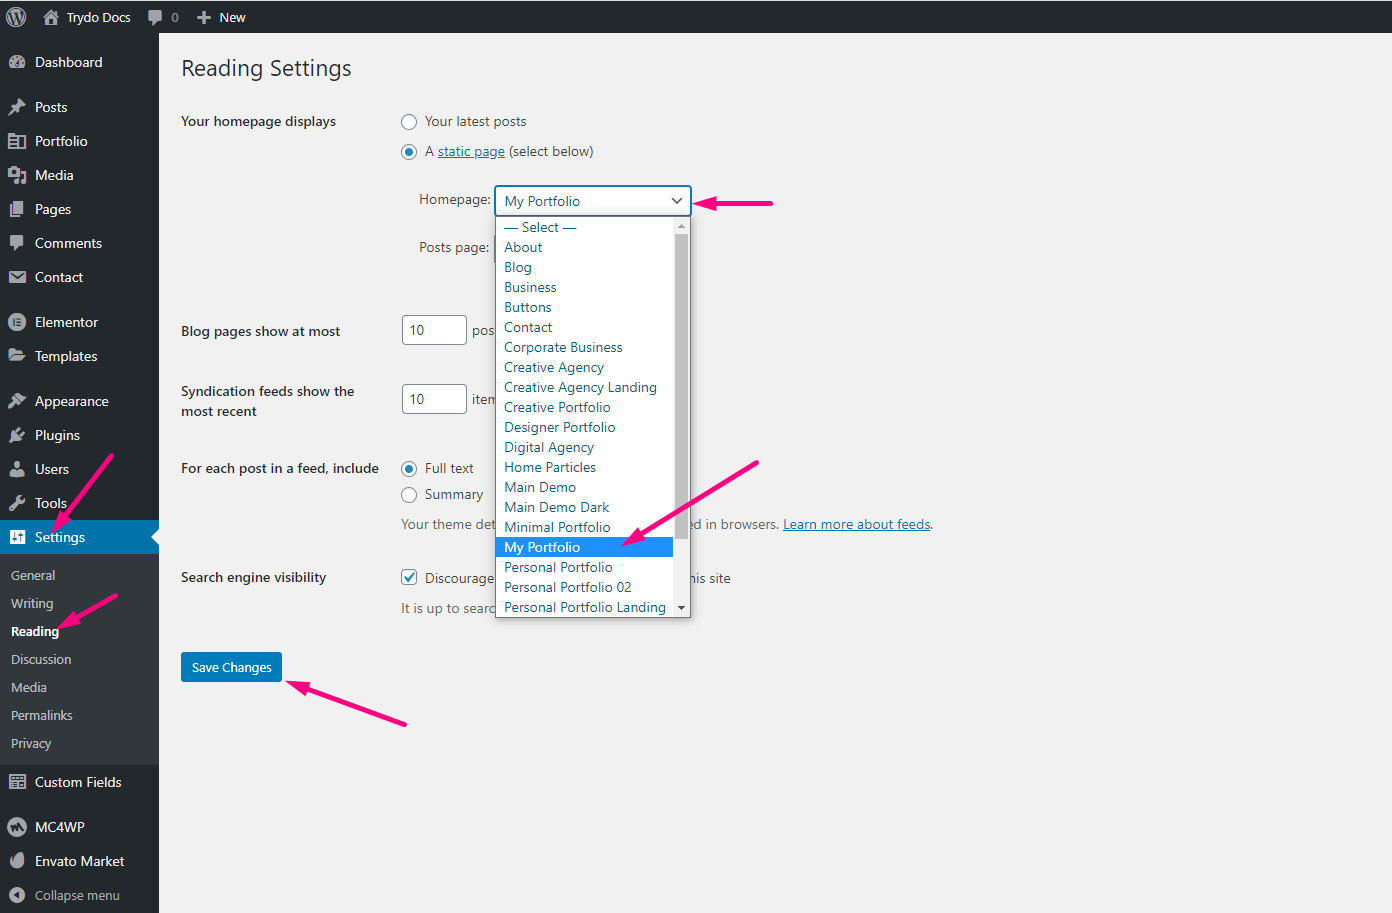 Trydo Docs 0 New
Dashboard
Posts
Portfolio
Media
Pages
Comments
Contact
Elementor
Templates
Appearance
Plugins
Users
Tools
Settings
General
Writing
Reading
Discussion
Media
Permalinks
Privacy
Custom Fields
MC4WP
Envato Market
Collapse menu
Reading Settings
Your homepage displays
Your latest posts
A static page (select below)
Homepage: My Portfolio
— Select —
About
Blog
Business
Buttons
Contact
Corporate Business
Creative Agency
Creative Agency Landing
Creative Portfolio
Designer Portfolio
Digital Agency
Home Particles
Main Demo
Main Demo Dark
Minimal Portfolio
My Portfolio
Personal Portfolio
Personal Portfolio 02
Personal Portfolio Landing
Posts page:
Blog pages show at most 10
Syndication feeds show the
most recent 10
For each post in a feed, include
Full text
Summary
Your theme in browsers. Learn more about feeds.
Search engine visibility
Discourage site
It is up to
Save Changes